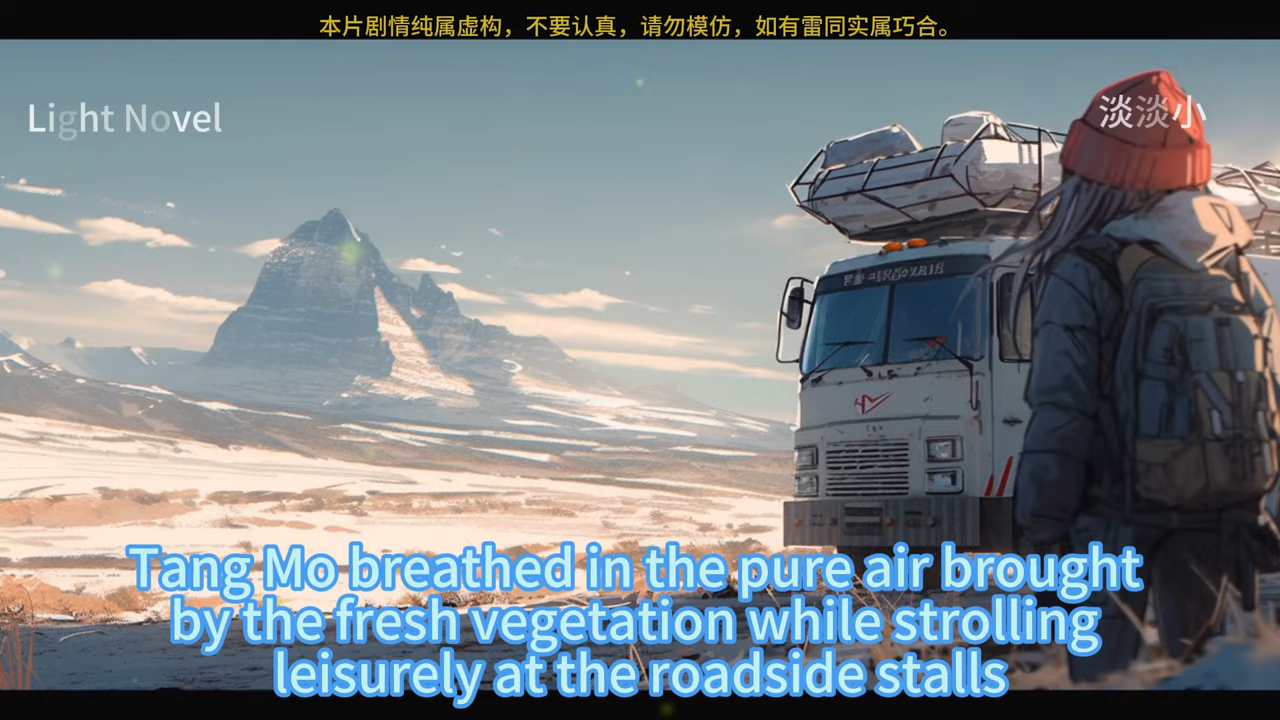 本片剧情纯属虚构，不要认真，请勿模仿，如有雷同实属巧合。
Light Novel
淡淡小
Tang Mo breathed in the pure air brought
by the fresh vegetation while strolling
leisurely at the roadside stalls